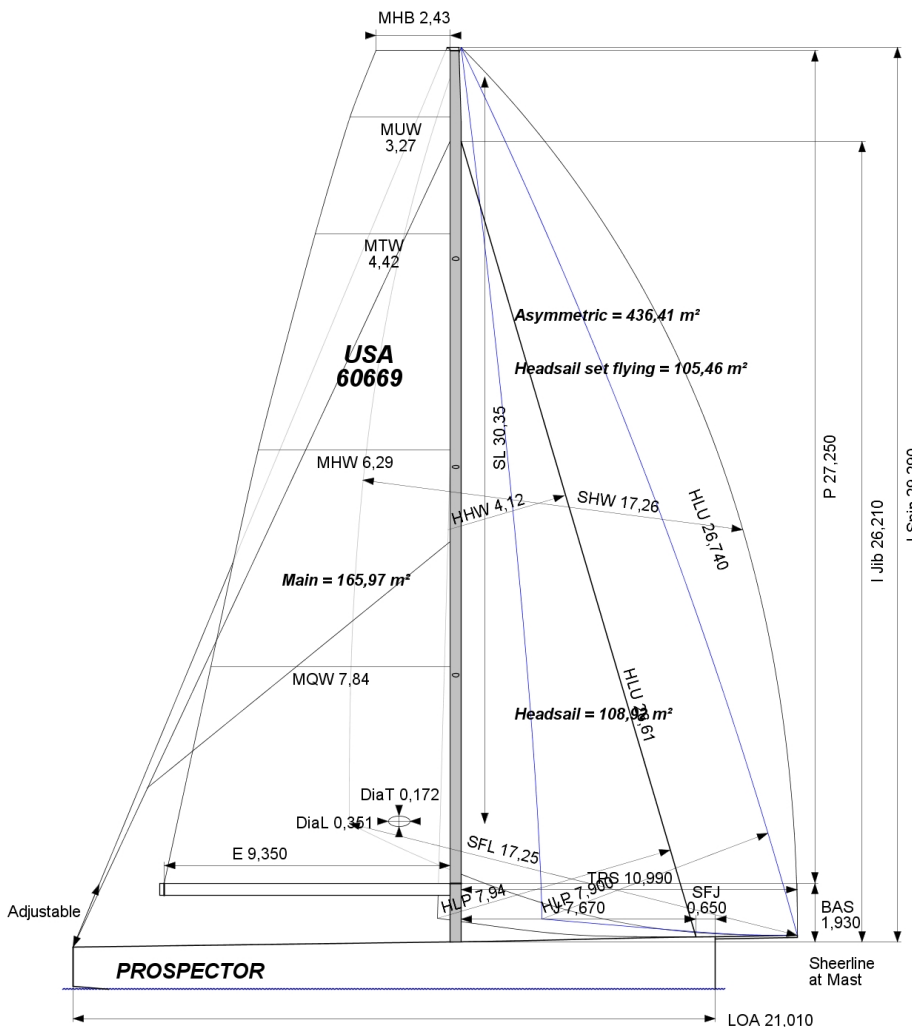 MHB 2,43
MUW
3,27
MTW
4,42
USA
60669
Asymmetric = 436,41 m²
Headsail set flying = 105,46 m²
SL 30,35
P 27,250
I Jib 26,210
MHW 6,29
HHW 4,12
SHW 17,26
HLU 26,740
Main = 165,97 m²
MQW 7,84
HLU
Headsail =
DiaT 0,172
DiaL 0,351
E 9,350
SFL 17,25
TPS 10,990
HLP 7,94
HLP 7,900
7,670
SFJ
0,650
BAS
1,930
Adjustable
PROSPECTOR
Sheerline
at Mast
LOA 21,010